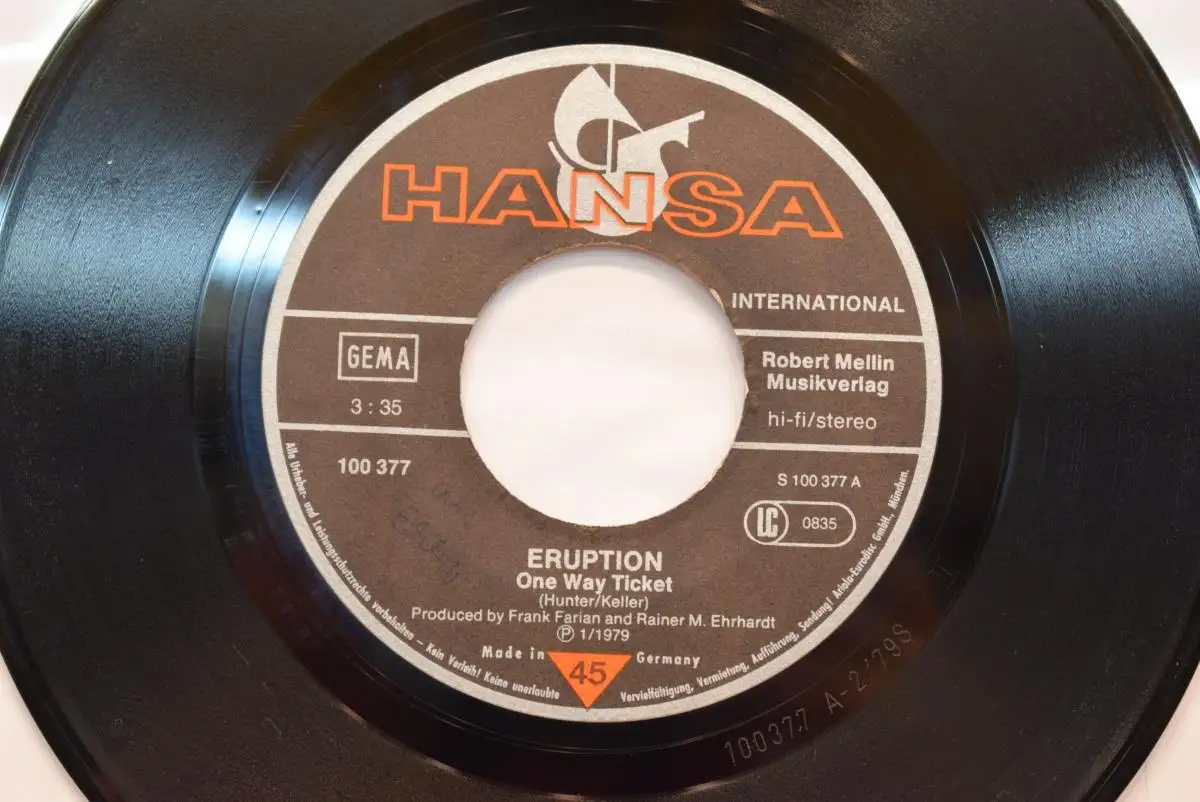 HANSA
INTERNATIONAL
GEMA
3 : 35
Robert Mellin
Musikverlag
hi-fi/stereo
100 377
S 100 377 A
LC 0835
ERUPTION
One Way Ticket
(Hunter/Keller)
Produced by Frank Farian and Rainer M. Ehrhardt
Ⓟ 1/1979
Made in 45 Germany
Alle Urheber- und Leistungsschutzrechte vorbehalten – Kein Verleih! Keine unerlaubte Vervielfältigung, Vermietung, Aufführung, Sendung! Ariola-Eurodisc GmbH., München.
100377 A-2/79S